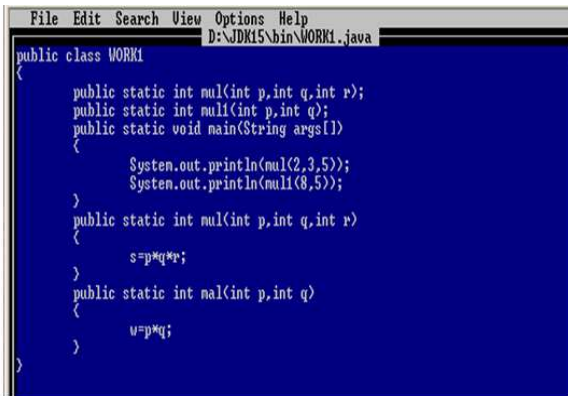 File Edit Search View Options Help
D:\JDK15\bin\WORK1.java
public class WORK1
{
public static int mul(int p,int q,int r);
public static int mul1(int p,int q);
public static void main(String args[])
{
System.out.println(mul(2,3,5));
System.out.println(mul1(8,5));
}
public static int mul(int p,int q,int r)
{
s=p*q*r;
}
public static int mal(int p,int q)
{
w=p*q;
}
}